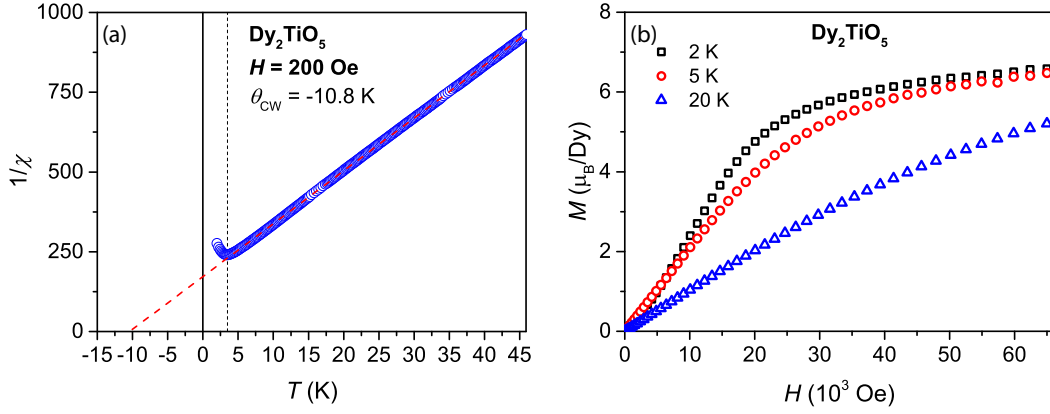 (a)
Dy₂TiO₅
H = 200 Oe
θCW = -10.8 K
1/χ
1000
750
500
250
0
-15 -10 -5 0 5 10 15 20 25 30 35 40 45
T (K)
(b)
Dy₂TiO₅
2 K
5 K
20 K
M (μB/Dy)
8
6
4
2
0
0 10 20 30 40 50 60
H (10³ Oe)